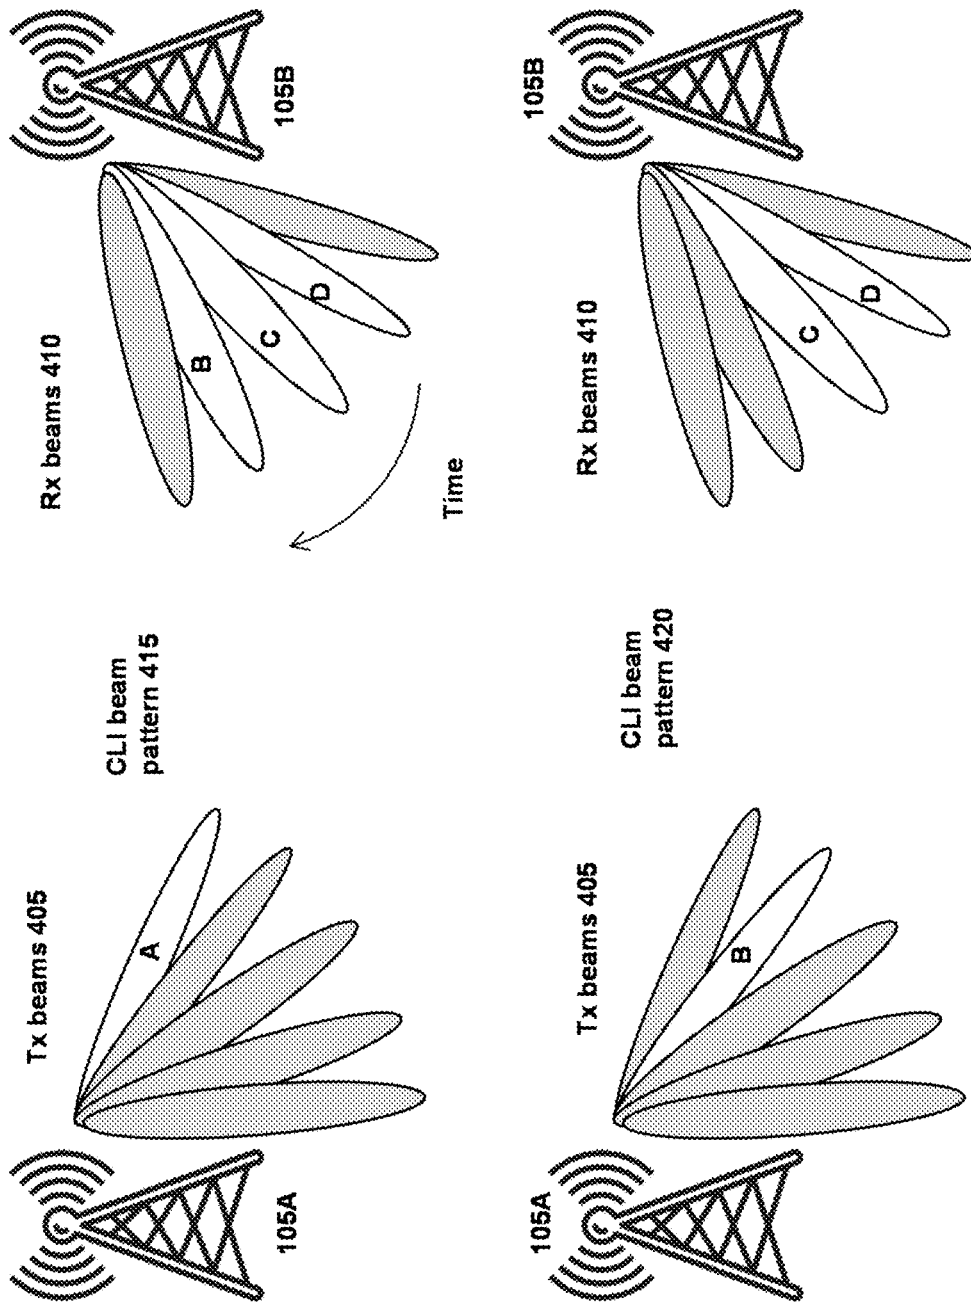 Tx beams 405
CLI beam
pattern 415
Rx beams 410
A
B
C
D
Time
105A
105B
Tx beams 405
CLI beam
pattern 420
Rx beams 410
B
C
D
105A
105B